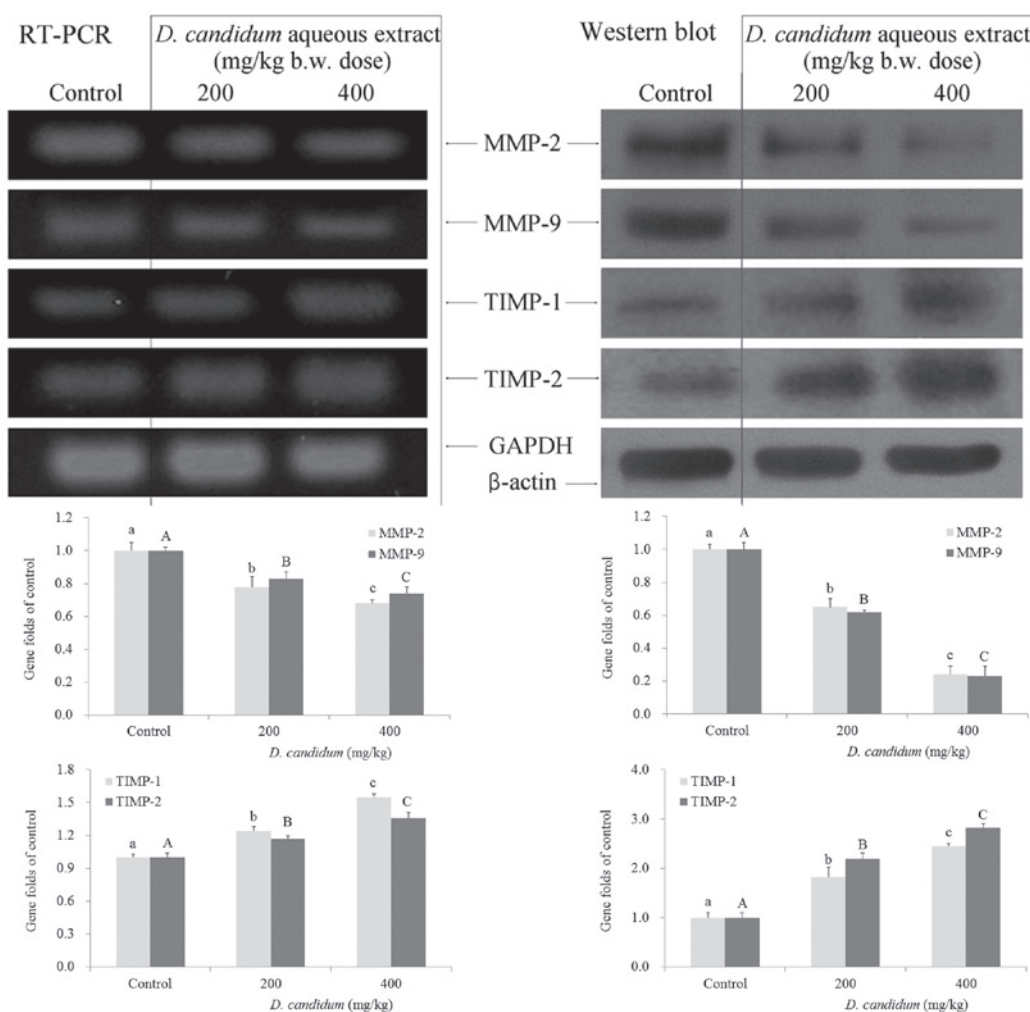 RT-PCR
D. candidum aqueous extract
(mg/kg b.w. dose)
Control 200 400
Western blot
D. candidum aqueous extract
(mg/kg b.w. dose)
Control 200 400
MMP-2
MMP-9
TIMP-1
TIMP-2
GAPDH
β-actin
Gene folds of control
1.2
1.0
0.8
0.6
0.4
0.2
0.0
a A
b B
c C
MMP-2
MMP-9
Control 200 400
D. candidum (mg/kg)
Gene folds of control
1.2
1.0
0.8
0.6
0.4
0.2
0.0
a A
b B
c C
MMP-2
MMP-9
Control 200 400
D. candidum (mg/kg)
Gene folds of control
1.8
1.5
1.2
0.9
0.6
0.3
0.0
TIMP-1
TIMP-2
a A
b B
c C
Control 200 400
D. candidum (mg/kg)
Gene folds of control
4.0
3.0
2.0
1.0
0.0
TIMP-1
TIMP-2
a A
b B
c C
Control 200 400
D. candidum (mg/kg)